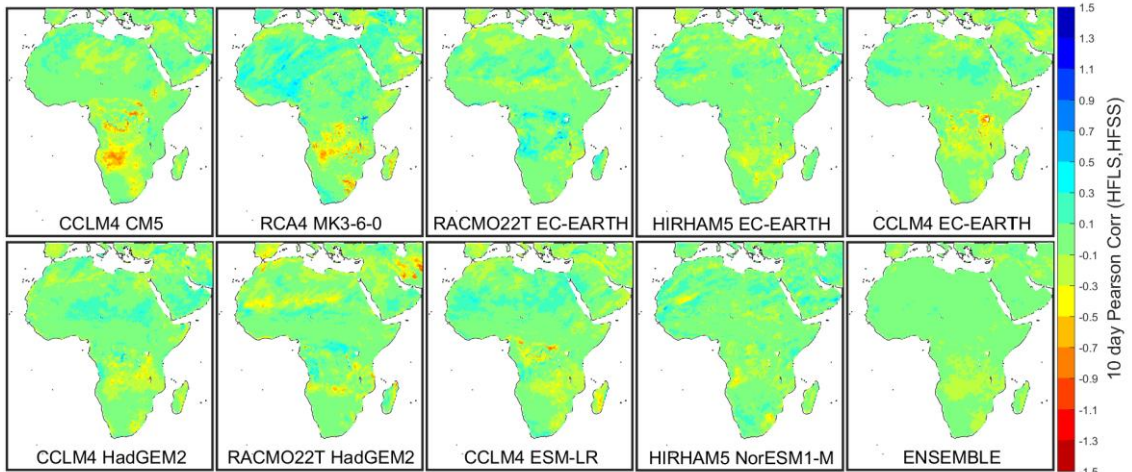 CCLM4 CM5
RCA4 MK3-6-0
RACMO22T EC-EARTH
HIRHAM5 EC-EARTH
CCLM4 EC-EARTH
CCLM4 HadGEM2
RACMO22T HadGEM2
CCLM4 ESM-LR
HIRHAM5 NorESM1-M
ENSEMBLE
1.5
1.3
1.1
0.9
0.7
0.5
0.3
0.1
-0.1
-0.3
-0.5
-0.7
-0.9
-1.1
-1.3
-1.5
10 day Pearson Corr (HFLS,HFSS)